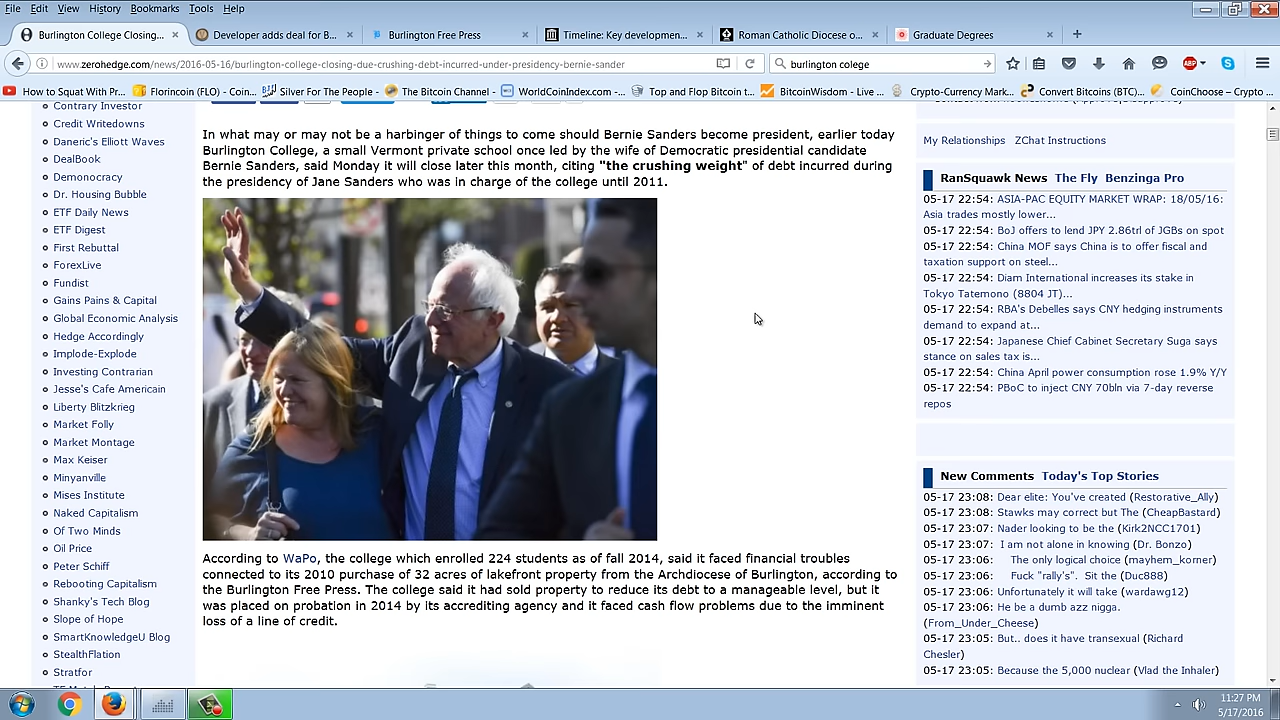 File Edit View History Bookmarks Tools Help
Burlington College Closing... × Developer adds deal for B... × Burlington Free Press × Timeline: Key developmen... × Roman Catholic Diocese o... × Graduate Degrees × +
www.zerohedge.com/news/2016-05-16/burlington-college-closing-due-crushing-debt-incurred-under-presidency-bernie-sander burlington college
How to Squat With Pr... Florincoin (FLO) - Coin... Silver For The People - ... The Bitcoin Channel - ... WorldCoinIndex.com -... Top and Flop Bitcoin t... BitcoinWisdom - Live ... Crypto-Currency Mark... Convert Bitcoins (BTC)... CoinChoose - Crypto ...
Contrary Investor
Credit Writedowns
Daneric's Elliott Waves
DealBook
Demonocracy
Dr. Housing Bubble
ETF Daily News
ETF Digest
First Rebuttal
ForexLive
Fundist
Gains Pains & Capital
Global Economic Analysis
Hedge Accordingly
Implode-Explode
Investing Contrarian
Jesse's Cafe Americain
Liberty Blitzkrieg
Market Folly
Market Montage
Max Keiser
Minyanville
Mises Institute
Naked Capitalism
Of Two Minds
Oil Price
Peter Schiff
Rebooting Capitalism
Shanky's Tech Blog
Slope of Hope
SmartKnowledgeU Blog
StealthFlation
Stratfor
In what may or may not be a harbinger of things to come should Bernie Sanders become president, earlier today
Burlington College, a small Vermont private school once led by the wife of Democratic presidential candidate
Bernie Sanders, said Monday it will close later this month, citing "the crushing weight" of debt incurred during
the presidency of Jane Sanders who was in charge of the college until 2011.
According to WaPo, the college which enrolled 224 students as of fall 2014, said it faced financial troubles
connected to its 2010 purchase of 32 acres of lakefront property from the Archdiocese of Burlington, according to
the Burlington Free Press. The college said it had sold property to reduce its debt to a manageable level, but it
was placed on probation in 2014 by its accrediting agency and it faced cash flow problems due to the imminent
loss of a line of credit.
My Relationships ZChat Instructions
RanSquawk News The Fly Benzinga Pro
05-17 22:54: ASIA-PAC EQUITY MARKET WRAP: 18/05/16:
Asia trades mostly lower...
05-17 22:54: BoJ offers to lend JPY 2.86trl of JGBs on spot
05-17 22:54: China MOF says China is to offer fiscal and
taxation support on steel...
05-17 22:54: Diam International increases its stake in
Tokyo Tatemono (8804 JT)...
05-17 22:54: RBA's Debelles says CNY hedging instruments
demand to expand at...
05-17 22:54: Japanese Chief Cabinet Secretary Suga says
stance on sales tax is...
05-17 22:54: China April power consumption rose 1.9% Y/Y
05-17 22:54: PBoC to inject CNY 70bln via 7-day reverse
repos
New Comments Today's Top Stories
05-17 23:08: Dear elite: You've created (Restorative_Ally)
05-17 23:08: Stawks may correct but The (CheapBastard)
05-17 23:07: Nader looking to be the (Kirk2NCC1701)
05-17 23:07: I am not alone in knowing (Dr. Bonzo)
05-17 23:06: The only logical choice (mayhem_korner)
05-17 23:06: Fuck "rally's". Sit the (Duc888)
05-17 23:06: Unfortunately it will take (wardawg12)
05-17 23:06: He be a dumb azz nigga.
(From_Under_Cheese)
05-17 23:05: But.. does it have transexual (Richard
Chesler)
05-17 23:05: Because the 5,000 nuclear (Vlad the Inhaler)
11:27 PM
5/17/2016